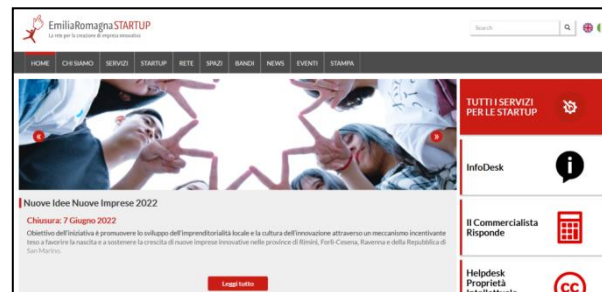 EmiliaRomagnaSTARTUP
La rete per la creazione di impresa innovativa
Search
HOME CHI SIAMO SERVIZI STARTUP RETE SPAZI BANDI NEWS EVENTI STAMPA
«
»
TUTTI I SERVIZI
PER LE STARTUP
InfoDesk
i
Nuove Idee Nuove Imprese 2022
Chiusura: 7 Giugno 2022
Obiettivo dell'iniziativa è promuovere lo sviluppo dell'imprenditorialità locale e la cultura dell'innovazione attraverso un meccanismo incentivante
teso a favorire la nascita e a sostenere la crescita di nuove imprese innovative nelle province di Rimini, Forlì-Cesena, Ravenna e della Repubblica di
San Marino.
Leggi tutto
Il Commercialista
Risponde
Helpdesk
Proprietà
Intellettuale
cc